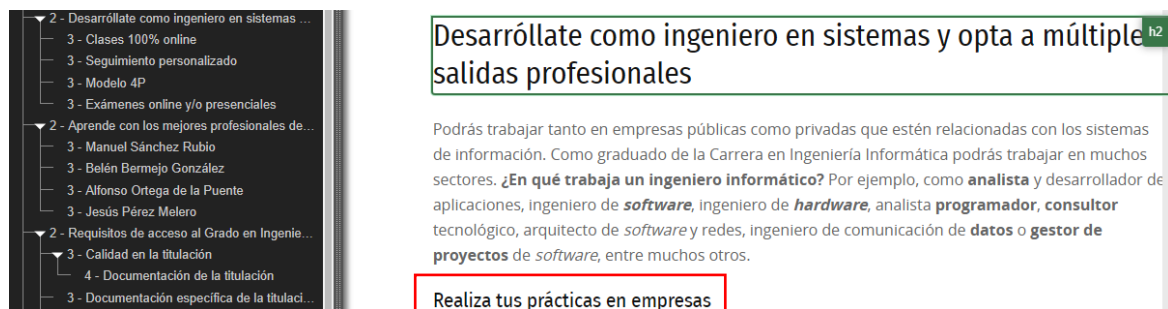 2 - Desarróllate como ingeniero en sistemas ...
3 - Clases 100% online
3 - Seguimiento personalizado
3 - Modelo 4P
3 - Exámenes online y/o presenciales
2 - Aprende con los mejores profesionales de...
3 - Manuel Sánchez Rubio
3 - Belén Bermejo González
3 - Alfonso Ortega de la Puente
3 - Jesús Pérez Melero
2 - Requisitos de acceso al Grado en Ingenie...
3 - Calidad en la titulación
4 - Documentación de la titulación
3 - Documentación específica de la titulaci...
Desarróllate como ingeniero en sistemas y opta a múltiple
h2
salidas profesionales
Podrás trabajar tanto en empresas públicas como privadas que estén relacionadas con los sistemas
de información. Como graduado de la Carrera en Ingeniería Informática podrás trabajar en muchos
sectores. ¿En qué trabaja un ingeniero informático? Por ejemplo, como analista y desarrollador de
aplicaciones, ingeniero de software, ingeniero de hardware, analista programador, consultor
tecnológico, arquitecto de software y redes, ingeniero de comunicación de datos o gestor de
proyectos de software, entre muchos otros.
Realiza tus prácticas en empresas